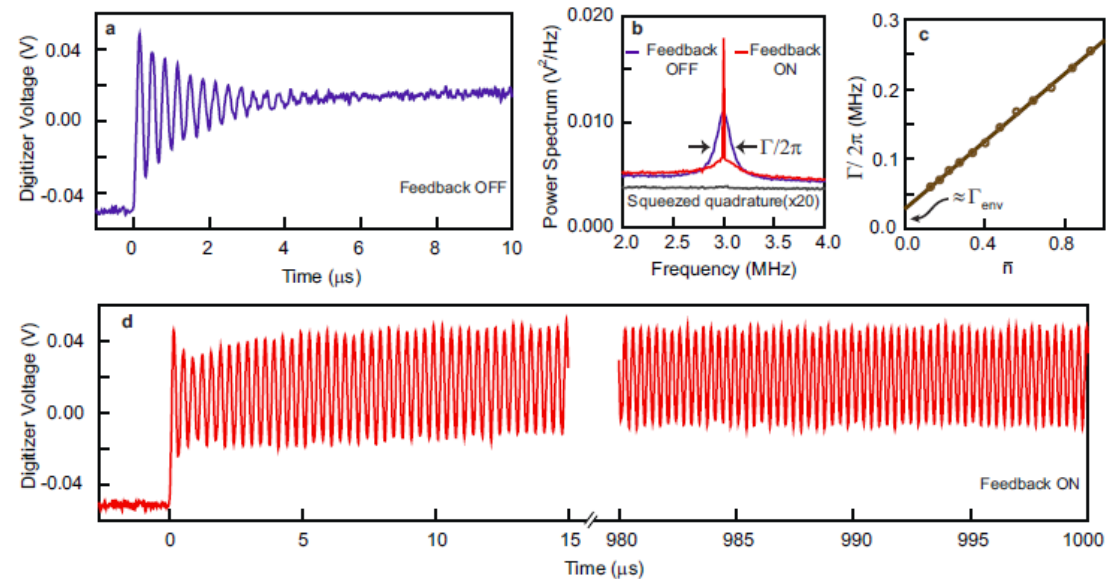 a
Digitizer Voltage (V)
0.04
0.00
-0.04
Feedback OFF
0 2 4 6 8 10
Time (μs)
b
Power Spectrum (V²/Hz)
0.020
0.010
0.000
Feedback OFF
Feedback ON
Γ/2π
Squeezed quadrature(x20)
2.0 2.5 3.0 3.5 4.0
Frequency (MHz)
c
Γ/ 2π (MHz)
0.3
0.2
0.1
0.0
≈Γenv
0.0 0.4 0.8
n̄
d
Digitizer Voltage (V)
0.04
0.00
-0.04
Feedback ON
0 5 10 15 980 985 990 995 1000
Time (μs)